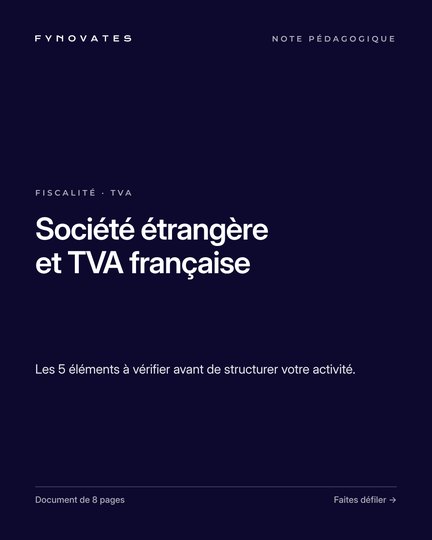 FYNOVATES
NOTE PÉDAGOGIQUE
FISCALITÉ · TVA
Société étrangère
et TVA française
Les 5 éléments à vérifier avant de structurer votre activité.
Document de 8 pages
Faites défiler →